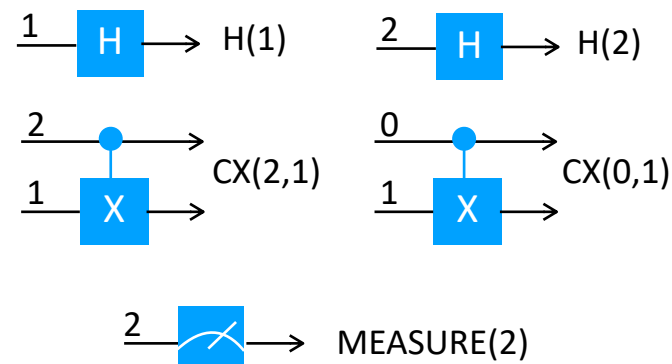 1 H H(1)
2 H H(2)
2
1 X CX(2,1)
0
1 X CX(0,1)
2 MEASURE(2)